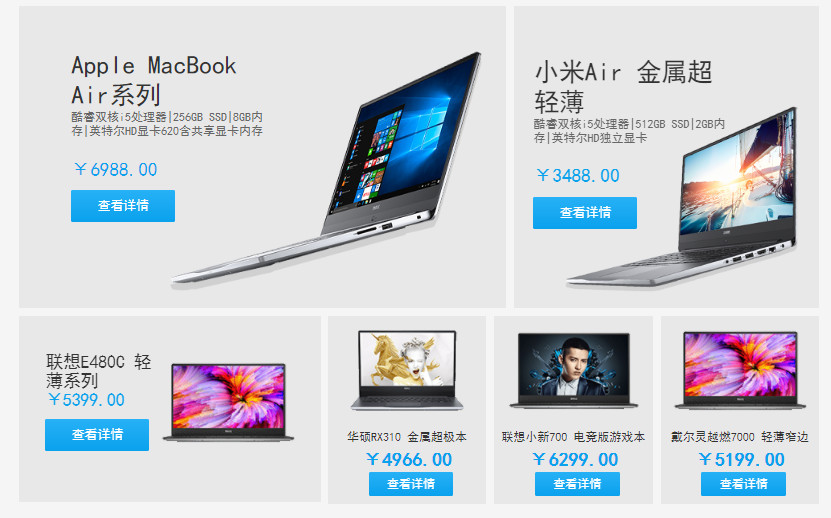 Apple MacBook
Air系列
酷睿双核i5处理器|256GB SSD|8GB内
存|英特尔HD显卡620含共享显卡内存
￥6988.00
查看详情
小米Air 金属超
轻薄
酷睿双核i5处理器|512GB SSD|2GB内
存|英特尔HD独立显卡
￥3488.00
查看详情
联想E480C 轻
薄系列
￥5399.00
查看详情
华硕RX310 金属超极本
￥4966.00
查看详情
联想小新700 电竞版游戏本
￥6299.00
查看详情
戴尔灵越燃7000 轻薄窄边
￥5199.00
查看详情